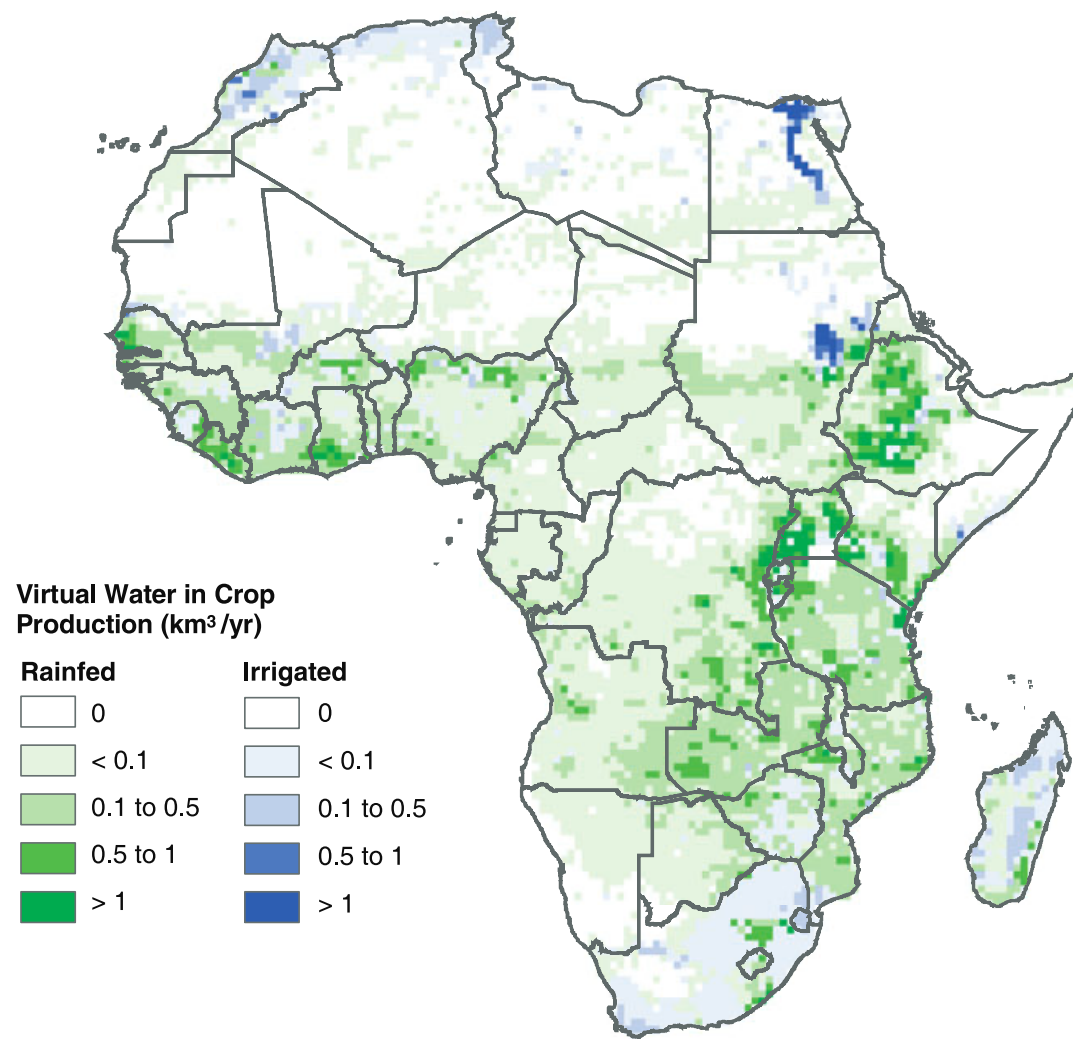 Virtual Water in Crop
Production (km³ /yr)
Rainfed Irrigated
0 0
< 0.1 < 0.1
0.1 to 0.5 0.1 to 0.5
0.5 to 1 0.5 to 1
> 1 > 1